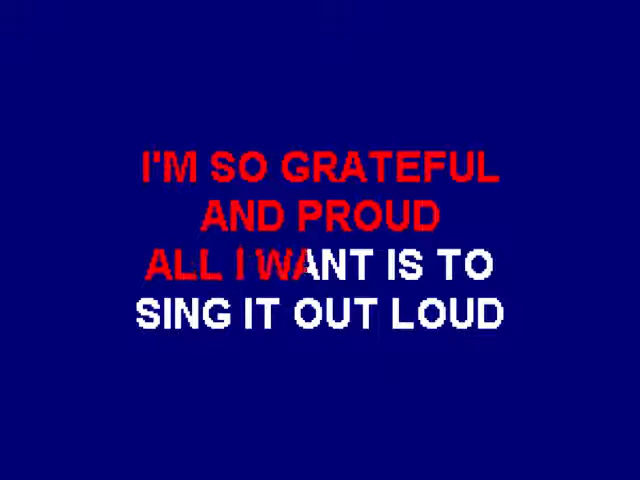 I'M SO GRATEFUL
AND PROUD
ALL I WANT IS TO
SING IT OUT LOUD